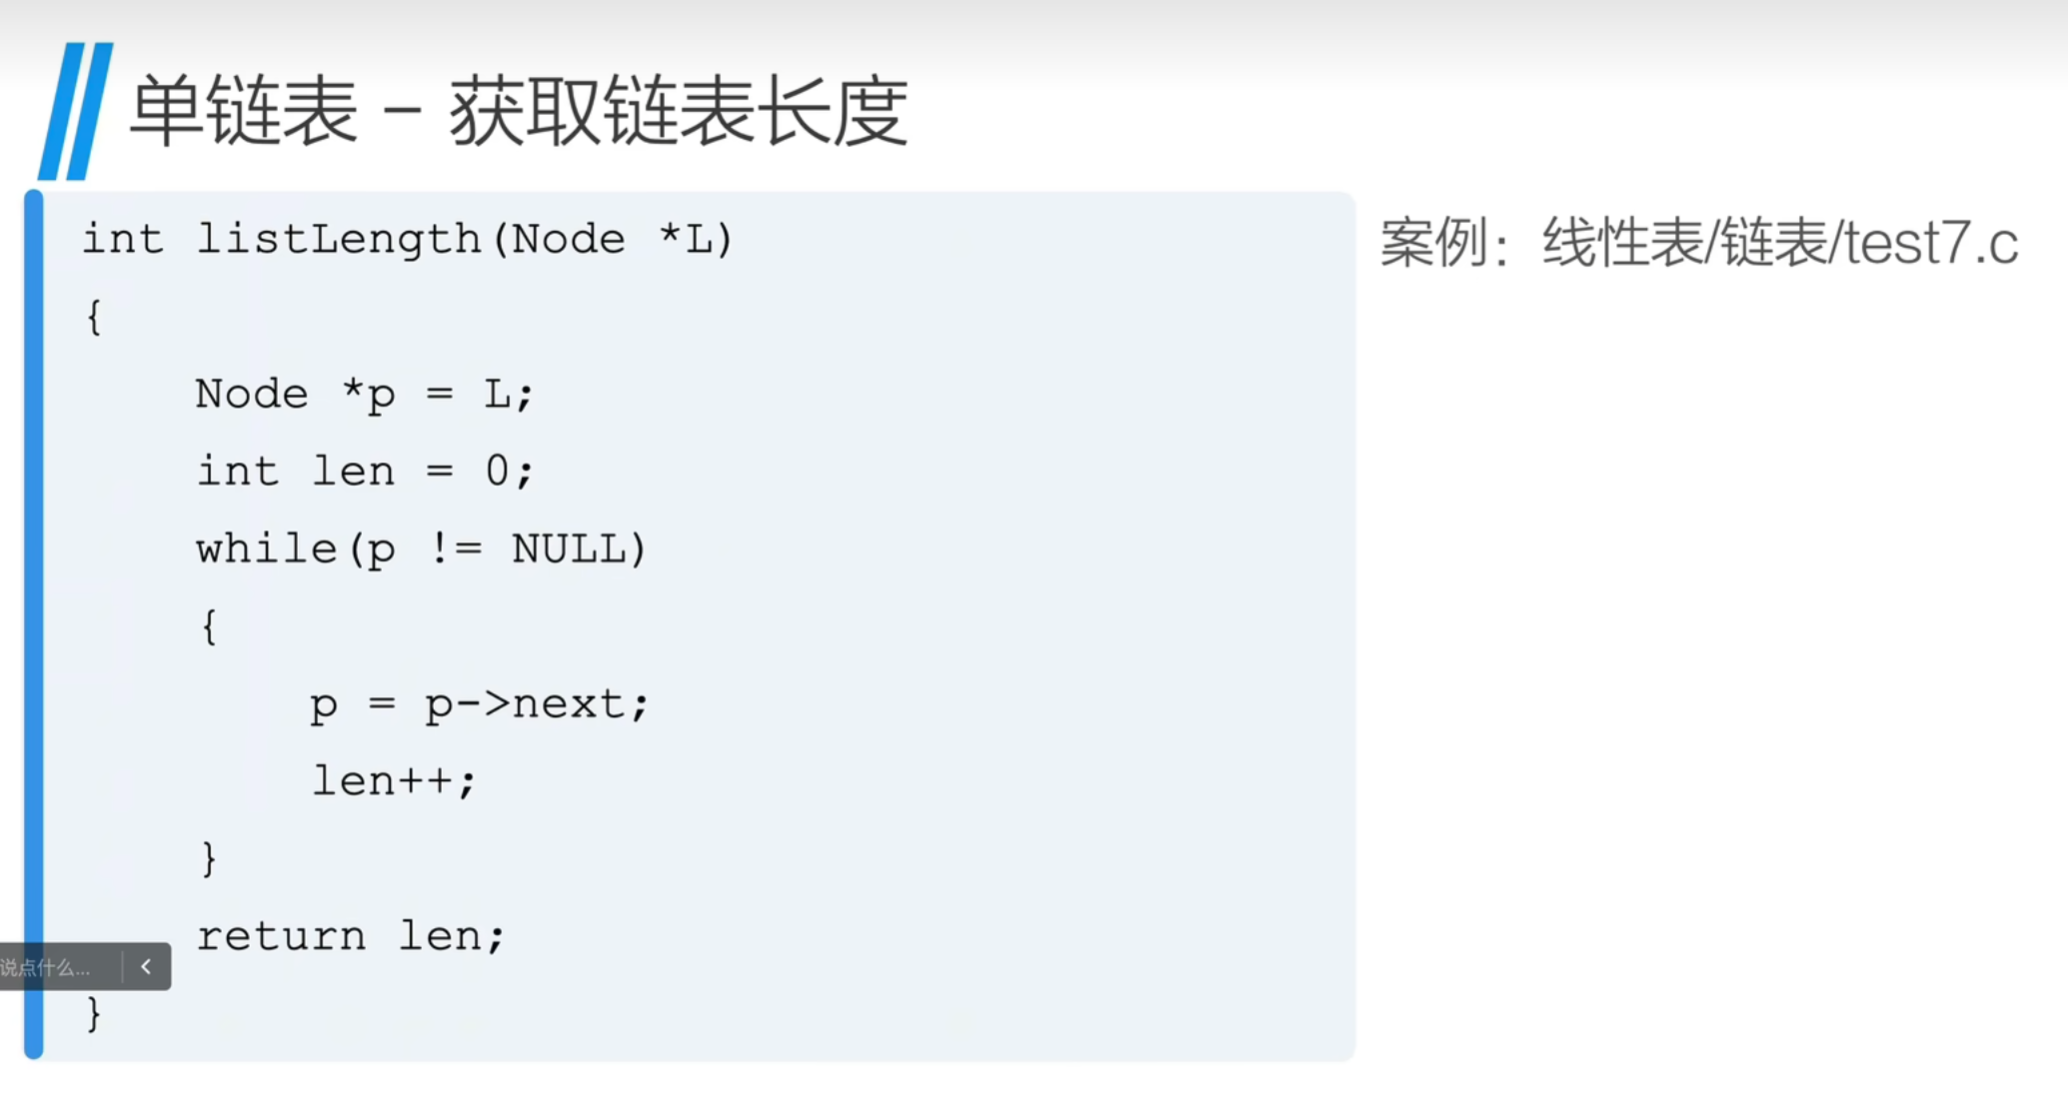 单链表 - 获取链表长度
int listLength(Node *L)
{
    Node *p = L;
    int len = 0;
    while(p != NULL)
    {
        p = p->next;
        len++;
    }
    return len;
}
案例：线性表/链表/test7.c
说点什么...